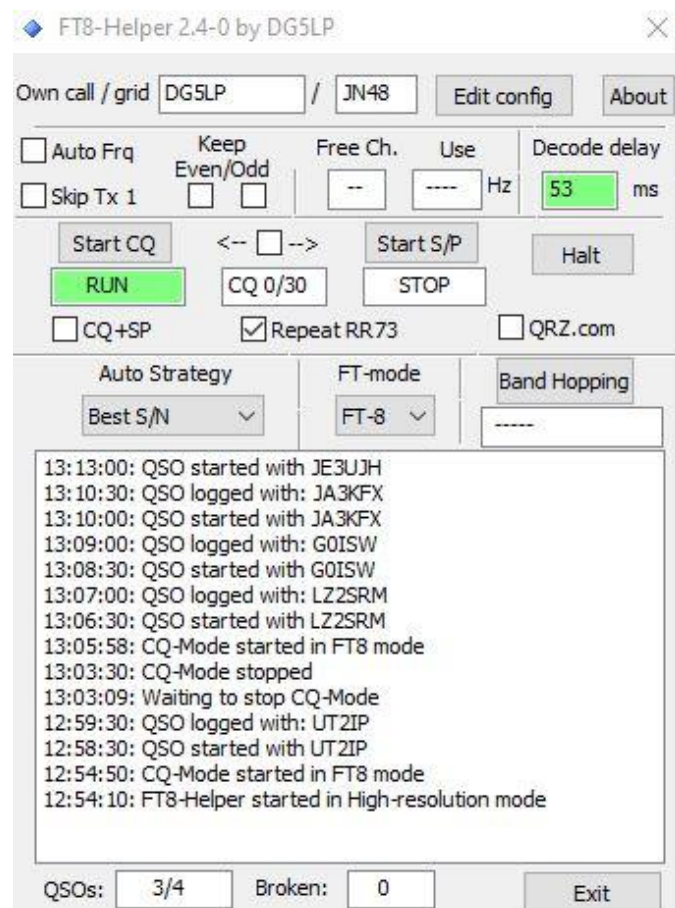 FT8-Helper 2.4-0 by DG5LP
Own call / grid DG5LP / JN48 Edit config About
Auto Frq Keep Even/Odd Free Ch. Use Decode delay
Skip Tx 1 -- ---- Hz 53 ms
Start CQ <-- --> Start S/P Halt
RUN CQ 0/30 STOP
CQ+SP Repeat RR73 QRZ.com
Auto Strategy FT-mode Band Hopping
Best S/N FT-8 -----
13:13:00: QSO started with JE3UJH
13:10:30: QSO logged with: JA3KFX
13:10:00: QSO started with JA3KFX
13:09:00: QSO logged with: G0ISW
13:08:30: QSO started with G0ISW
13:07:00: QSO logged with: LZ2SRM
13:06:30: QSO started with LZ2SRM
13:05:58: CQ-Mode started in FT8 mode
13:03:30: CQ-Mode stopped
13:03:09: Waiting to stop CQ-Mode
12:59:30: QSO logged with: UT2IP
12:58:30: QSO started with UT2IP
12:54:50: CQ-Mode started in FT8 mode
12:54:10: FT8-Helper started in High-resolution mode
QSOs: 3/4 Broken: 0 Exit